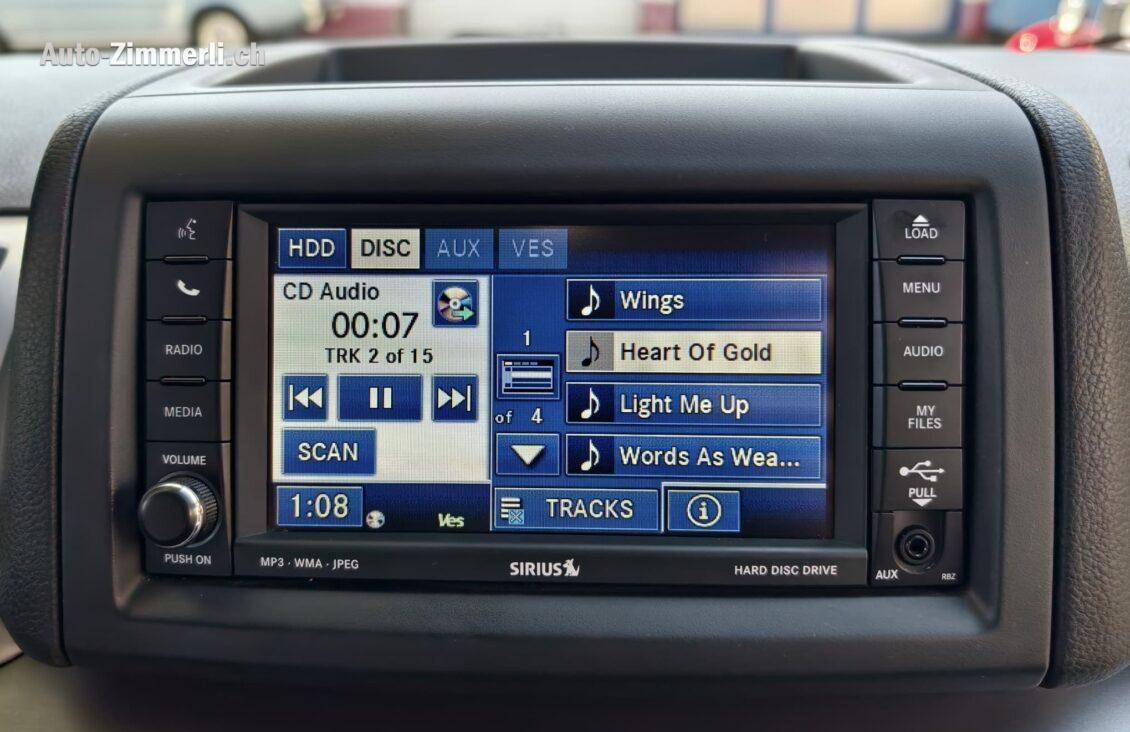 Auto-Zimmerli.ch
LOAD
HDD DISC AUX VES
CD Audio
00:07
TRK 2 of 15
SCAN
1:08
Ves
1
of 4
Wings
Heart Of Gold
Light Me Up
Words As Wea...
TRACKS
i
MENU
RADIO
AUDIO
MEDIA
MY
FILES
VOLUME
PULL
PUSH ON
MP3 · WMA · JPEG
SIRIUS
HARD DISC DRIVE
AUX
RBZ